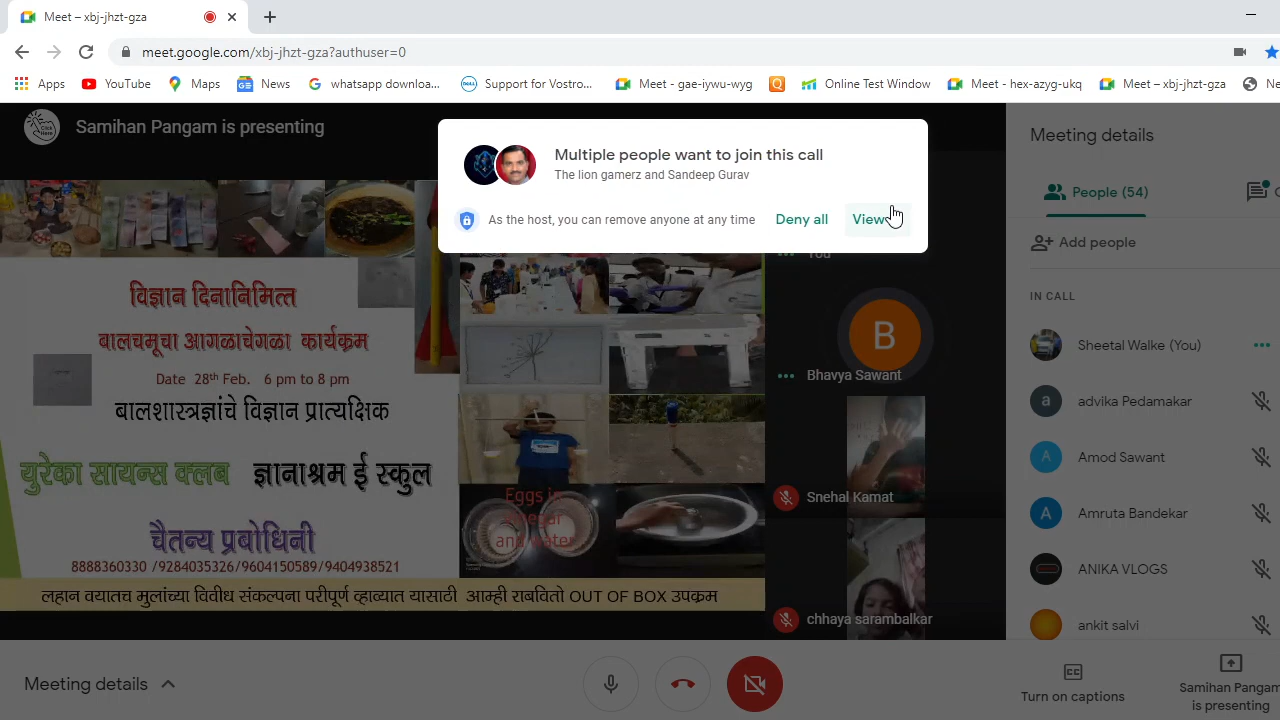 Meet – xbj-jhzt-gza
meet.google.com/xbj-jhzt-gza?authuser=0
Apps
YouTube
Maps
News
whatsapp downloa...
Support for Vostro...
Meet - gae-iywu-wyg
Online Test Window
Meet - hex-azyg-ukq
Meet – xbj-jhzt-gza
Ne
Samihan Pangam is presenting
Multiple people want to join this call
The lion gamerz and Sandeep Gurav
As the host, you can remove anyone at any time
Deny all
View
विज्ञान दिनानिमित्त
बालचमूचा आगळाचेगळा कार्यक्रम
Date 28th Feb. 6 pm to 8 pm
बालशास्त्रज्ञांचे विज्ञान प्रात्यक्षिक
युरेका सायन्स क्लब ज्ञानाश्रम ई स्कुल
चैतन्य प्रबोधिनी
8888360330 /9284035326/9604150589/9404938521
लहान वयातच मुलांच्या विवीध संकल्पना परीपूर्ण व्हाव्यात यासाठी आम्ही राबवितो OUT OF BOX उपक्रम
Eggs in
vinegar
and water
You
B
Bhavya Sawant
Snehal Kamat
chhaya sarambalkar
Meeting details
People (54)
Add people
IN CALL
Sheetal Walke (You)
a
advika Pedamakar
A
Amod Sawant
A
Amruta Bandekar
ANIKA VLOGS
ankit salvi
Meeting details
Turn on captions
Samihan Pangam
is presenting